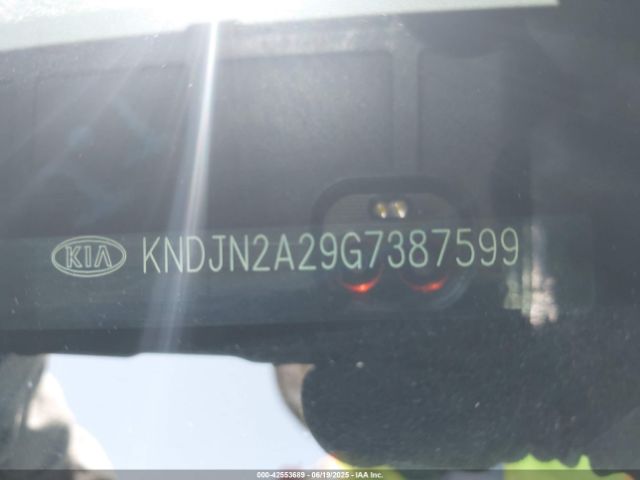 KIA KNDJN2A29G7387599
000-42553689 - 06/19/2025 - IAA Inc.